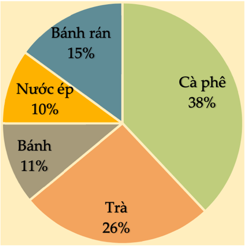 Bánh rán
15%
Cà phê
38%
Nước ép
10%
Bánh
11%
Trà
26%